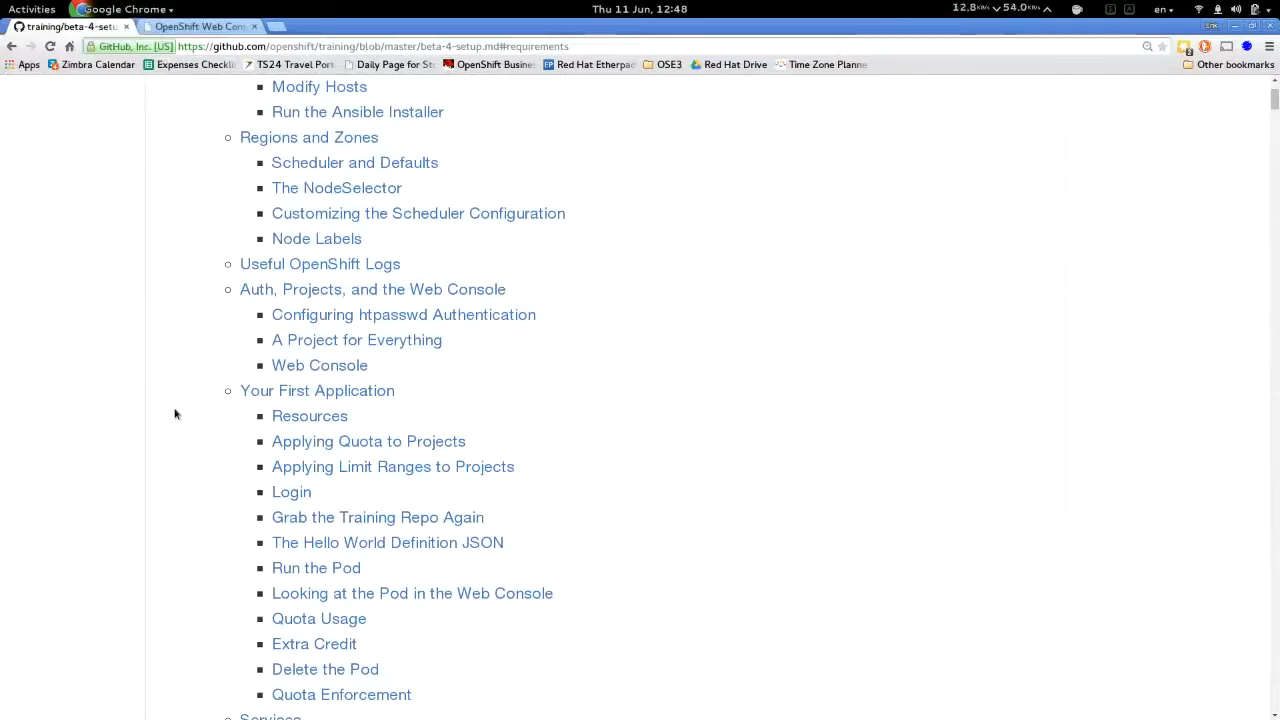 Activities Google Chrome Thu 11 Jun, 12:48 12.8KB/s 54.0KB/s en
training/beta-4-setu OpenShift Web Con Erik
GitHub, Inc. [US] https://github.com/openshift/training/blob/master/beta-4-setup.md#requirements
Apps Zimbra Calendar Expenses Checkli TS24 Travel Port Daily Page for St OpenShift Busine Red Hat Etherpad OSE3 Red Hat Drive Time Zone Planne Other bookmarks
Modify Hosts
Run the Ansible Installer
Regions and Zones
Scheduler and Defaults
The NodeSelector
Customizing the Scheduler Configuration
Node Labels
Useful OpenShift Logs
Auth, Projects, and the Web Console
Configuring htpasswd Authentication
A Project for Everything
Web Console
Your First Application
Resources
Applying Quota to Projects
Applying Limit Ranges to Projects
Login
Grab the Training Repo Again
The Hello World Definition JSON
Run the Pod
Looking at the Pod in the Web Console
Quota Usage
Extra Credit
Delete the Pod
Quota Enforcement
Services